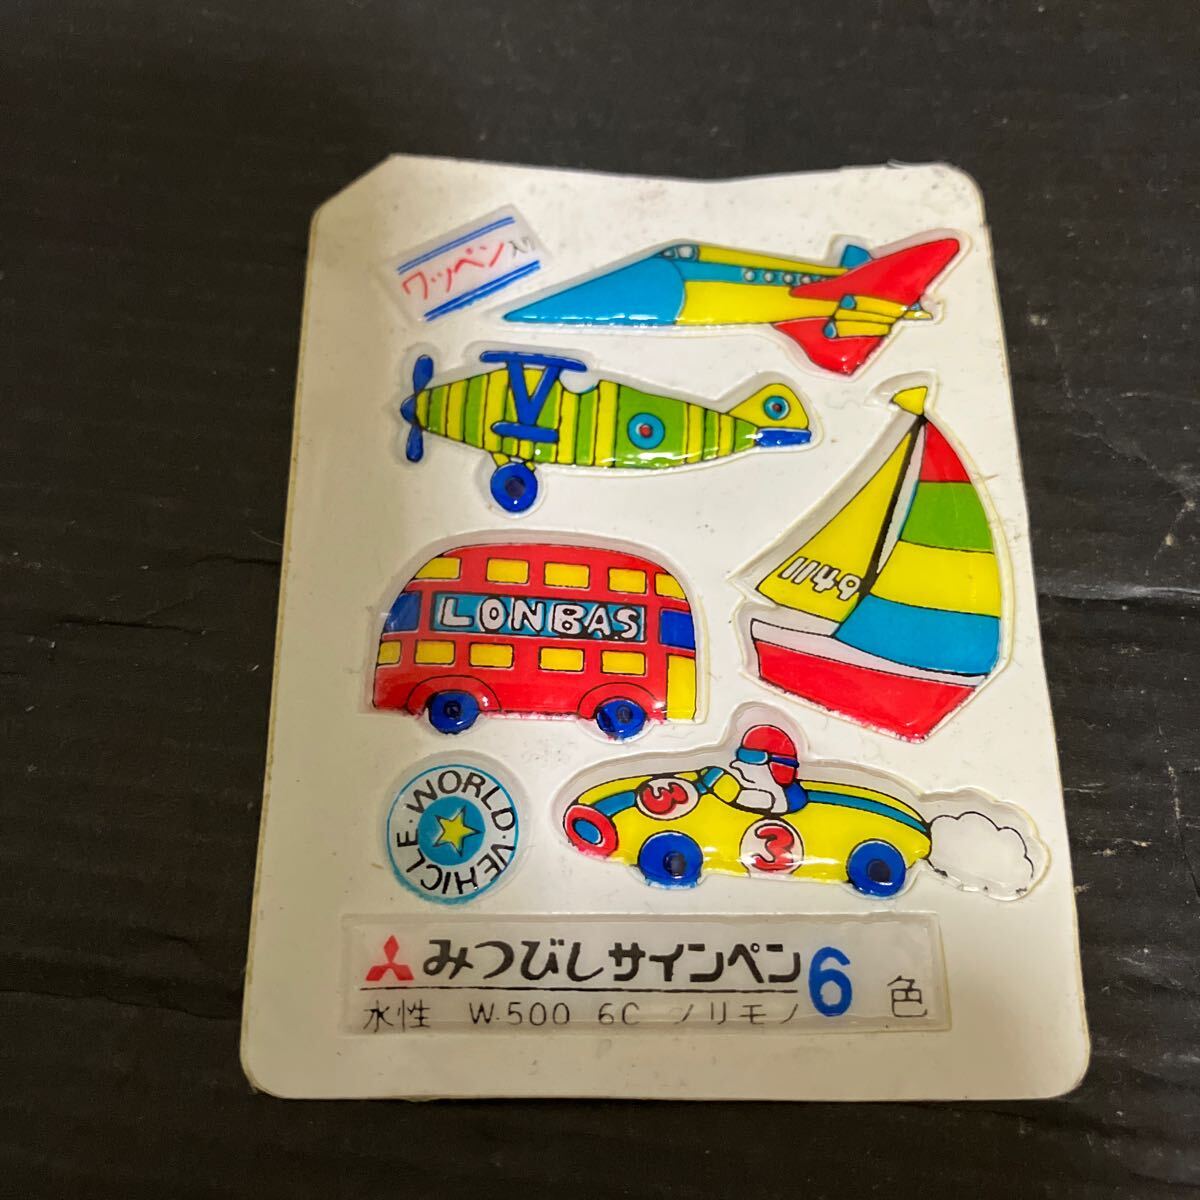 ワッペン入り
V
1149
LONBAS
WORLD・VEHICLE・
3
3
みつびしサインペン6色
水性 W.500 6C ノリモノ